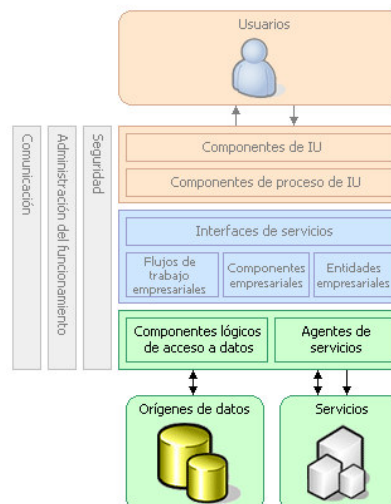 Usuarios
Comunicación
Administración del funcionamiento
Seguridad
Componentes de IU
Componentes de proceso de IU
Interfaces de servicios
Flujos de
trabajo
empresariales
Componentes
empresariales
Entidades
empresariales
Componentes lógicos
de acceso a datos
Agentes de
servicios
Orígenes de datos
Servicios